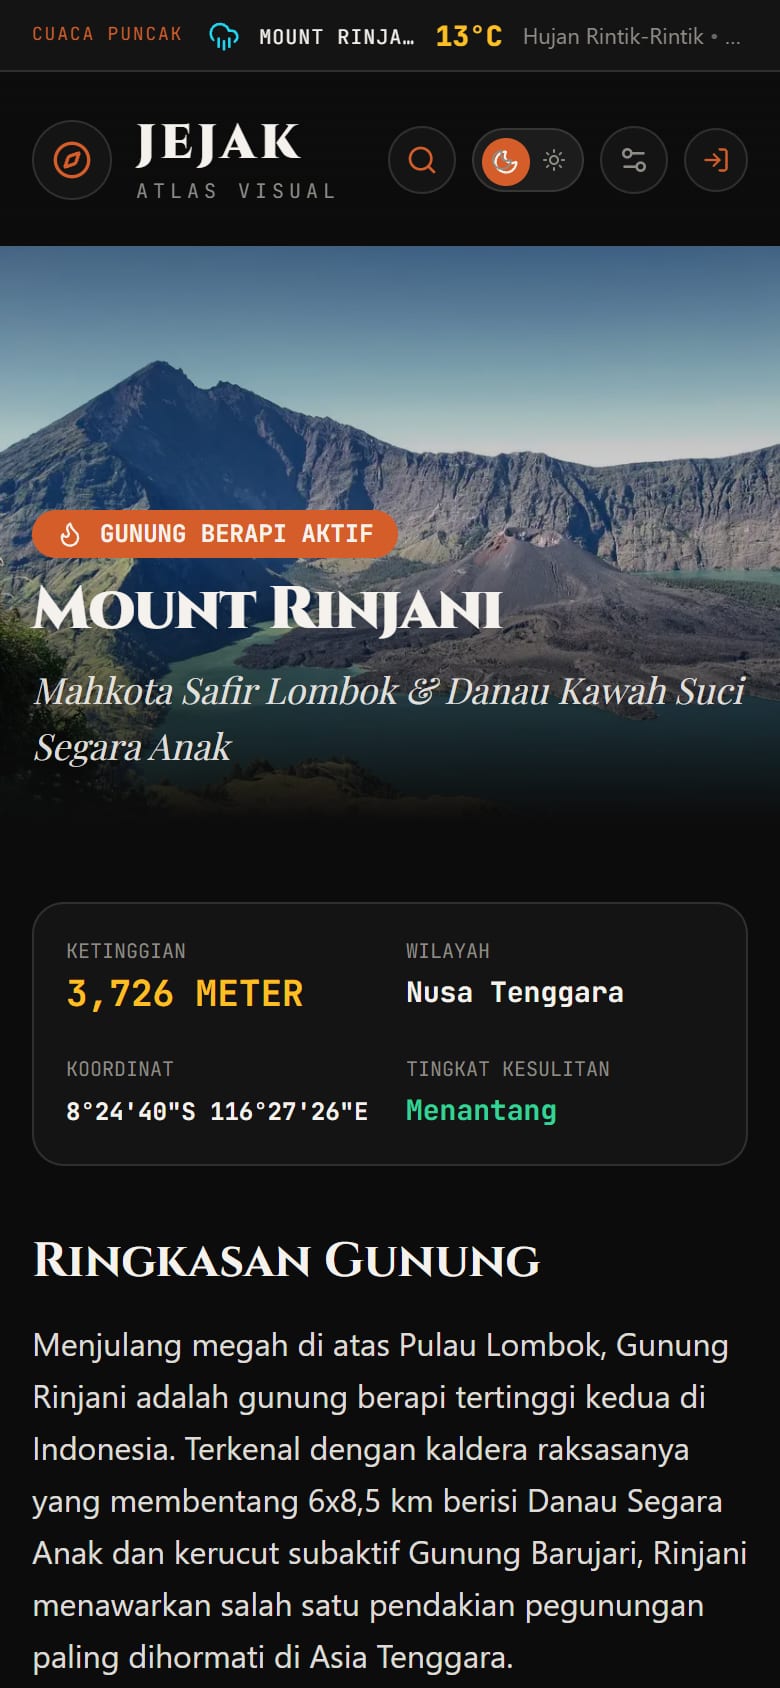 CUACA PUNCAK MOUNT RINJA… 13°C Hujan Rintik-Rintik • …
JEJAK
ATLAS VISUAL
GUNUNG BERAPI AKTIF
MOUNT RINJANI
Mahkota Safir Lombok & Danau Kawah Suci
Segara Anak
KETINGGIAN
3,726 METER
WILAYAH
Nusa Tenggara
KOORDINAT
8°24'40"S 116°27'26"E
TINGKAT KESULITAN
Menantang
RINGKASAN GUNUNG
Menjulang megah di atas Pulau Lombok, Gunung
Rinjani adalah gunung berapi tertinggi kedua di
Indonesia. Terkenal dengan kaldera raksasanya
yang membentang 6x8,5 km berisi Danau Segara
Anak dan kerucut subaktif Gunung Barujari, Rinjani
menawarkan salah satu pendakian pegunungan
paling dihormati di Asia Tenggara.